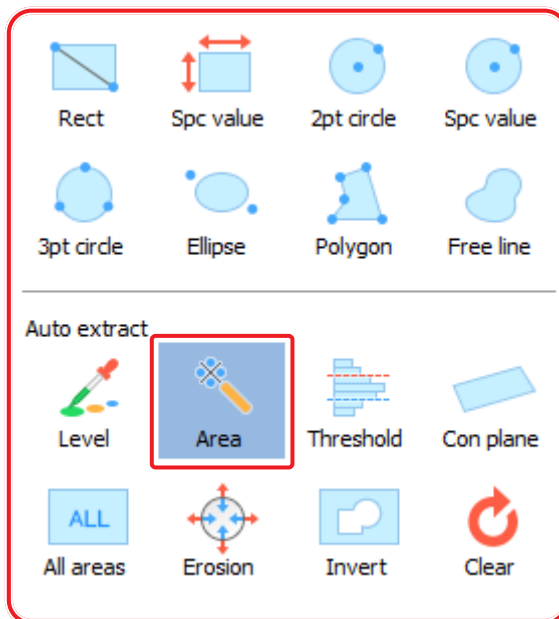 Rect Spc value 2pt circle Spc value
3pt circle Ellipse Polygon Free line
Auto extract
Level Area Threshold Con plane
ALL
All areas Erosion Invert Clear